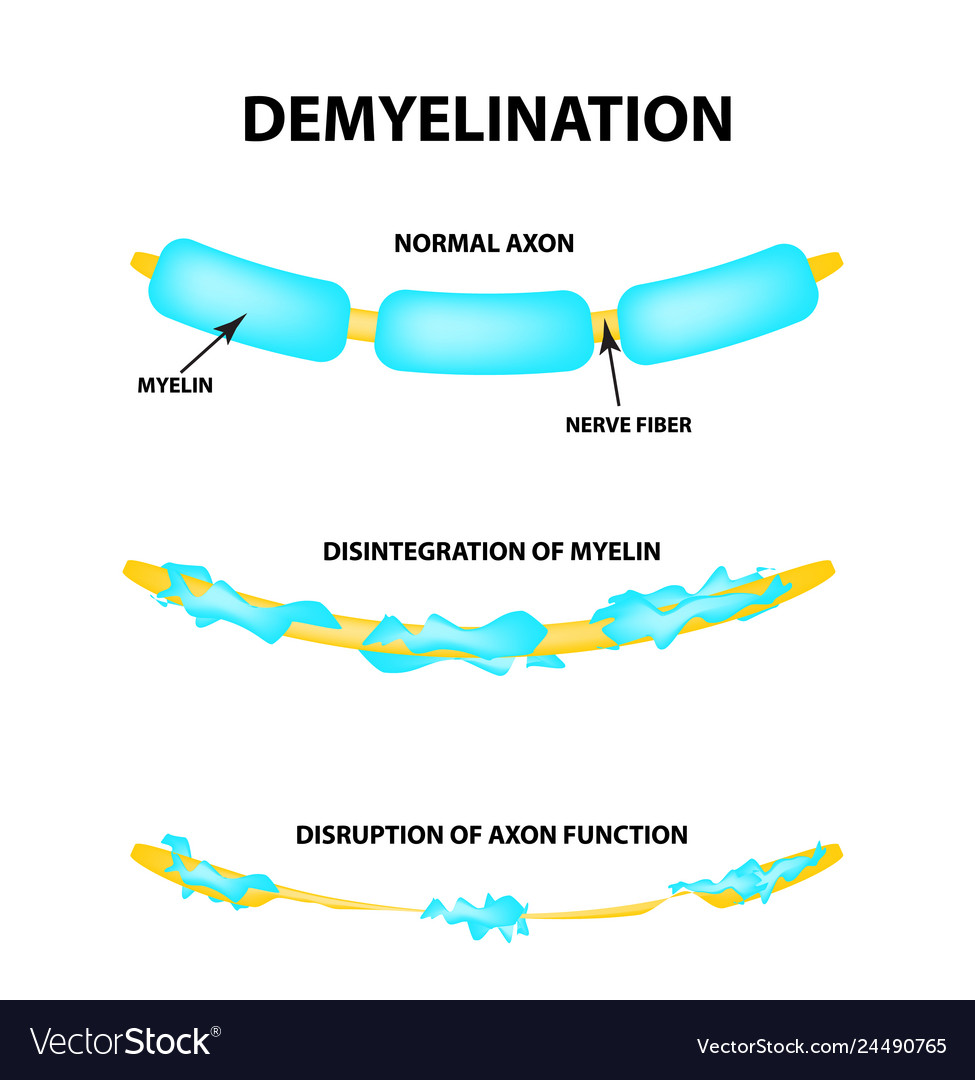 DEMYELINATION
NORMAL AXON
MYELIN
NERVE FIBER
DISINTEGRATION OF MYELIN
DISRUPTION OF AXON FUNCTION
VectorStock®
VectorStock.com/24490765